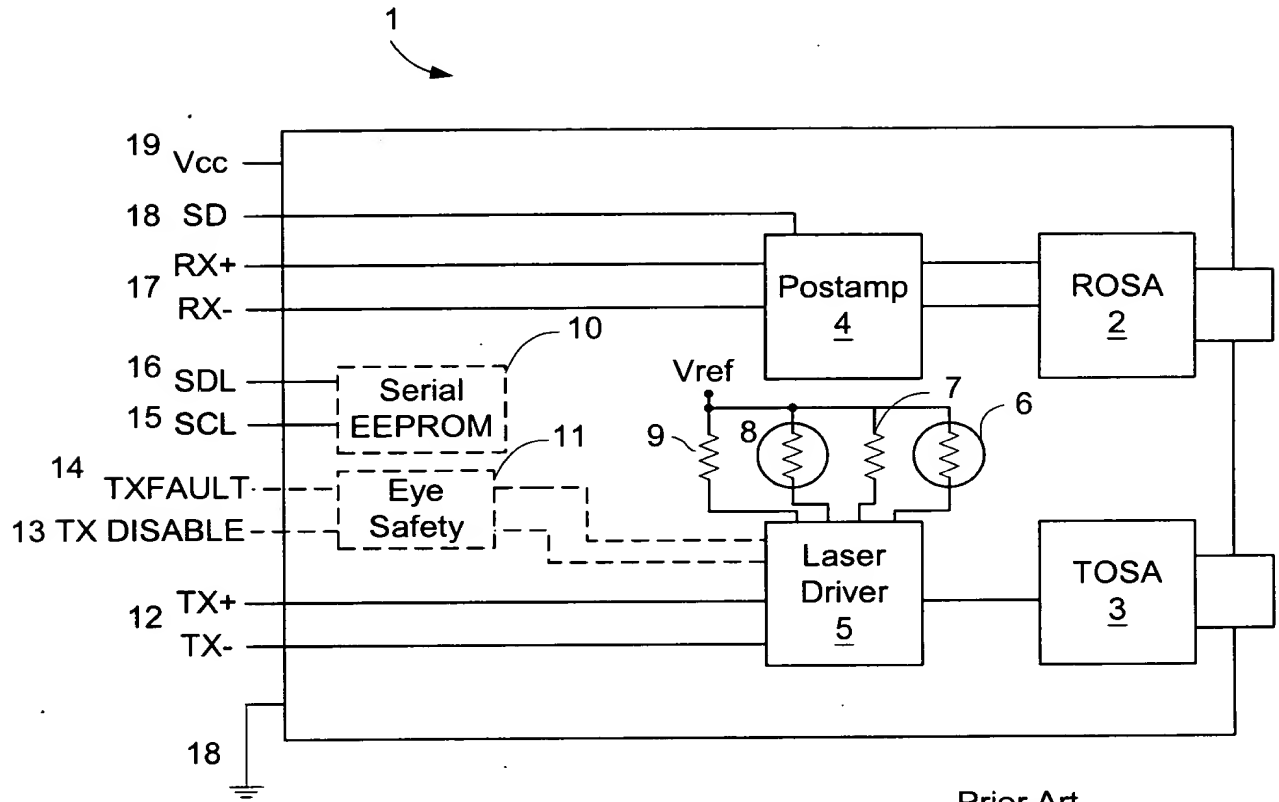 1
19 Vcc
18 SD
RX+
17
RX-
10
16 SDL
15 SCL
Serial
EEPROM
Postamp
4
ROSA
2
Vref
7
6
9
8
11
14
TXFAULT
13 TX DISABLE
Eye
Safety
12
TX+
TX-
Laser
Driver
5
TOSA
3
18
Prior Art